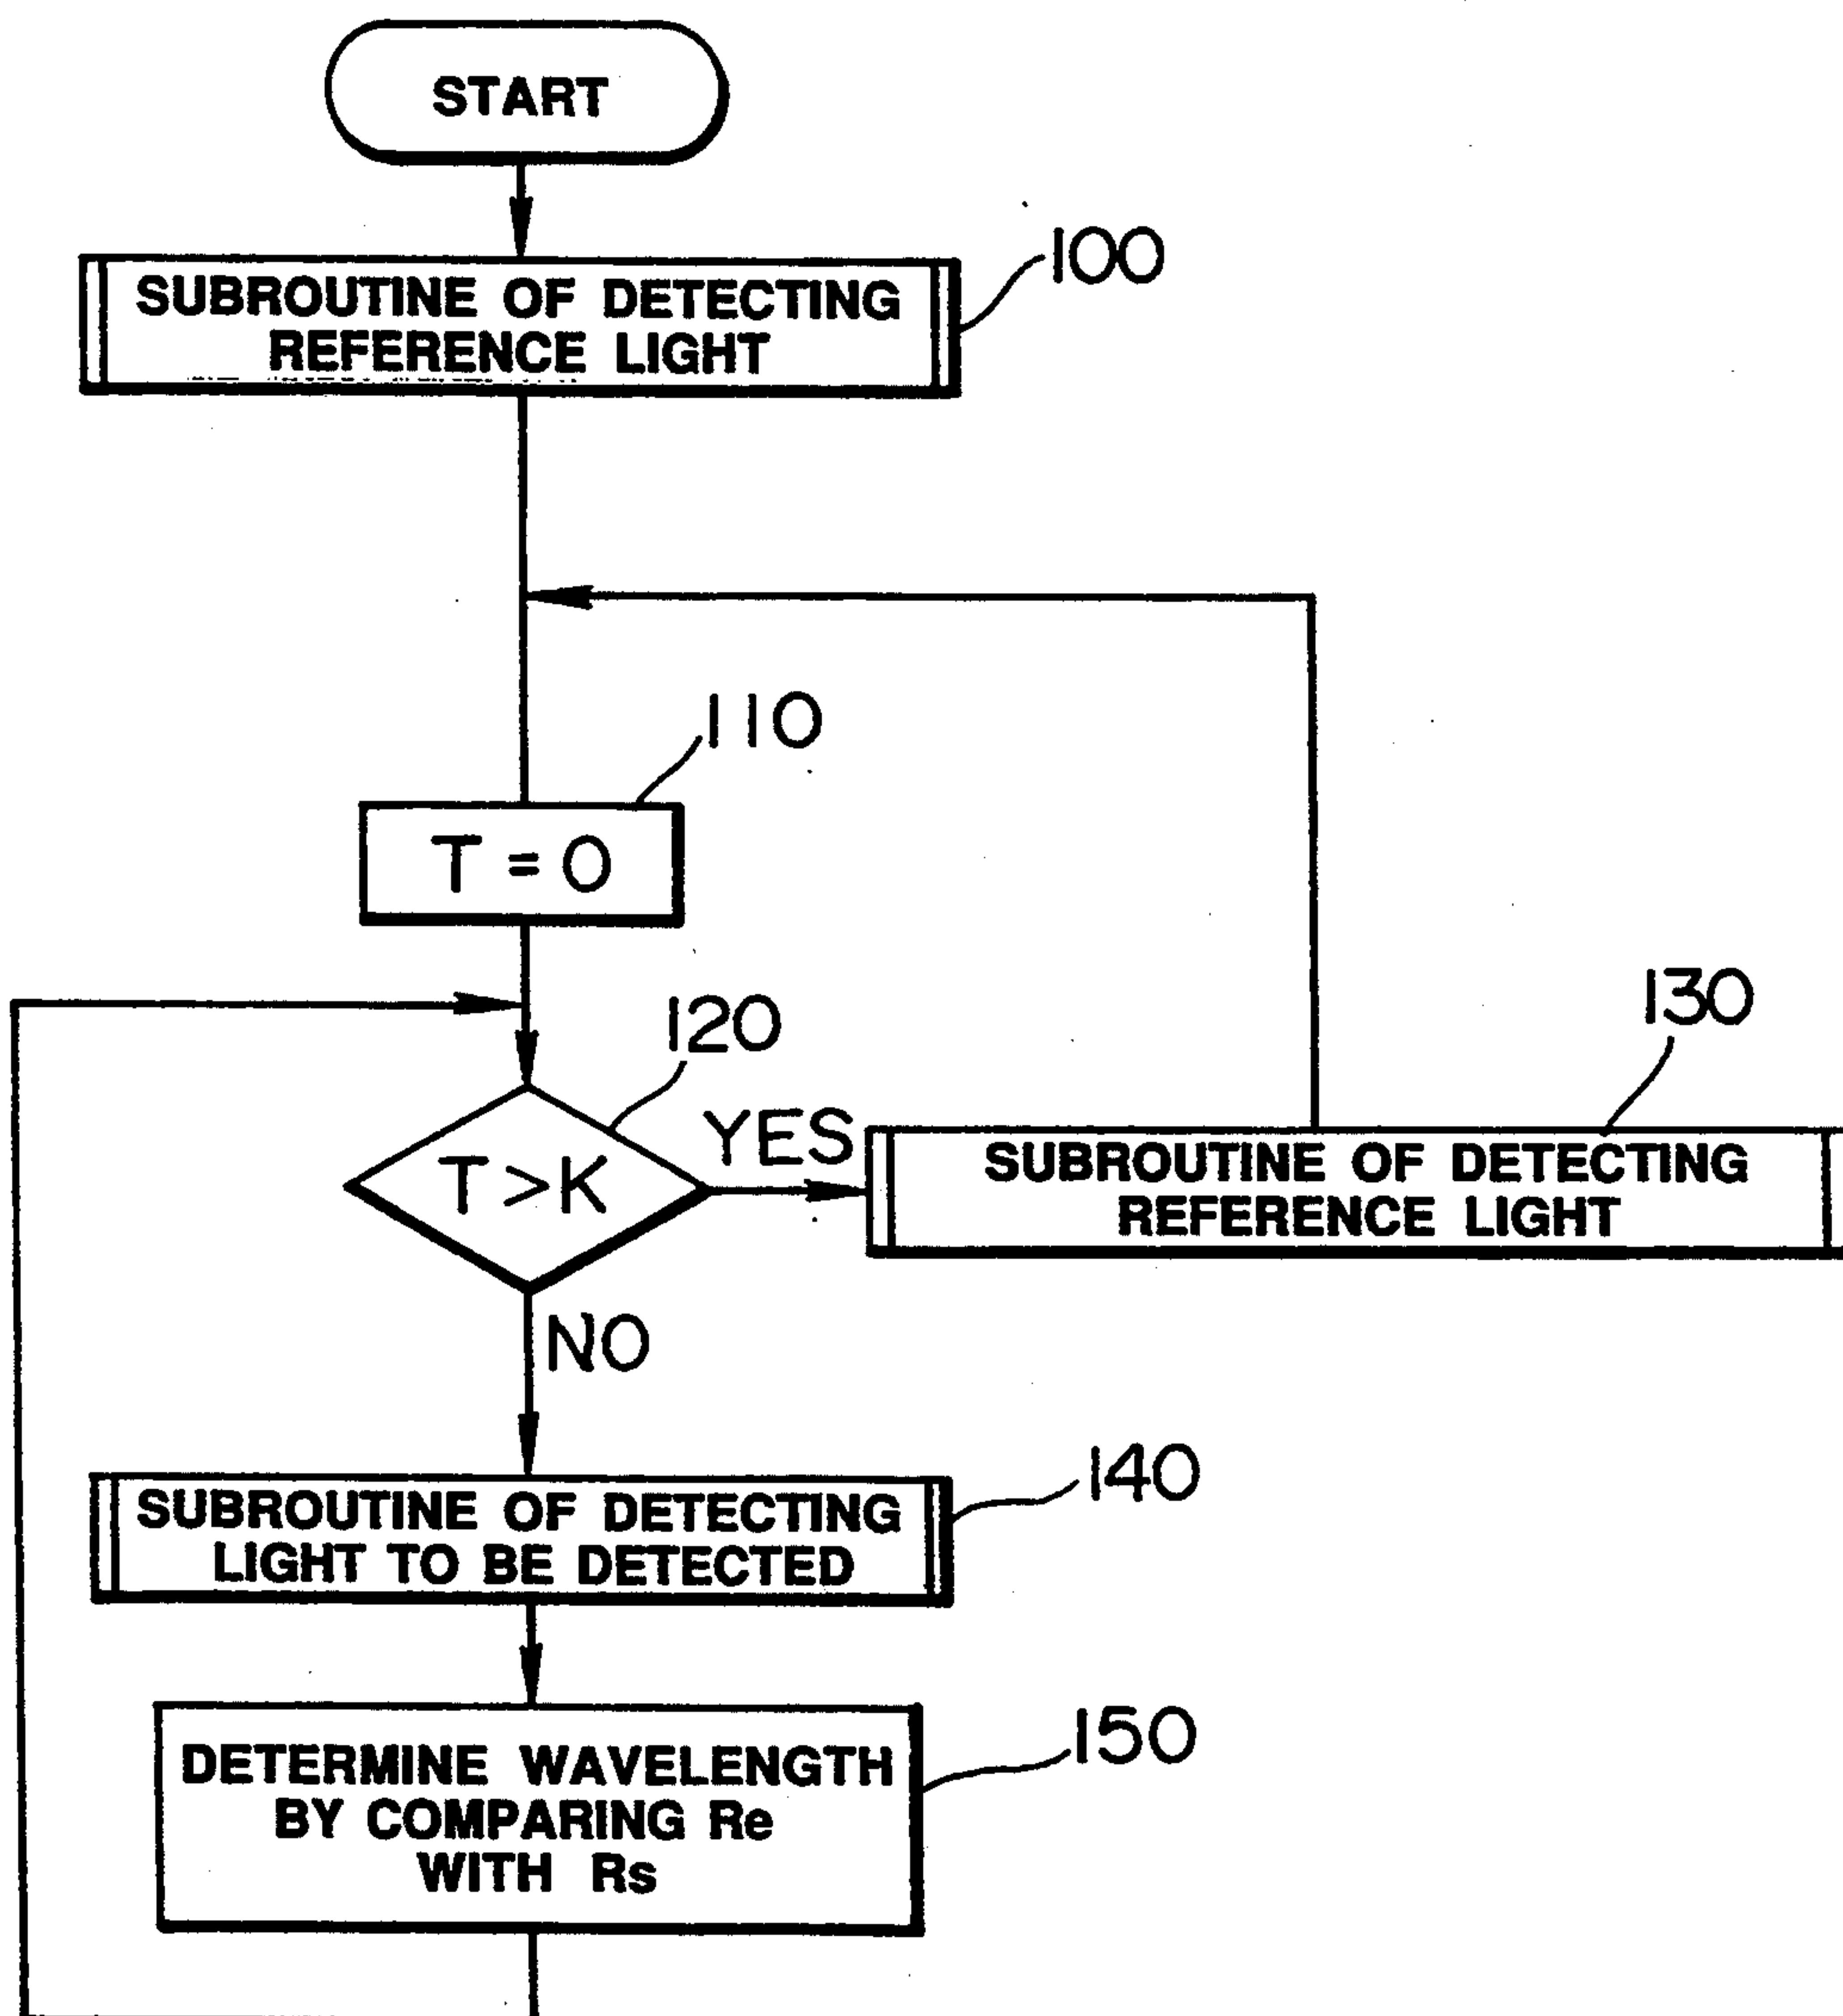 START
100
SUBROUTINE OF DETECTING
REFERENCE LIGHT
110
T = 0
120
130
T > K
YES
SUBROUTINE OF DETECTING
REFERENCE LIGHT
NO
140
SUBROUTINE OF DETECTING
LIGHT TO BE DETECTED
150
DETERMINE WAVELENGTH
BY COMPARING Re
WITH Rs